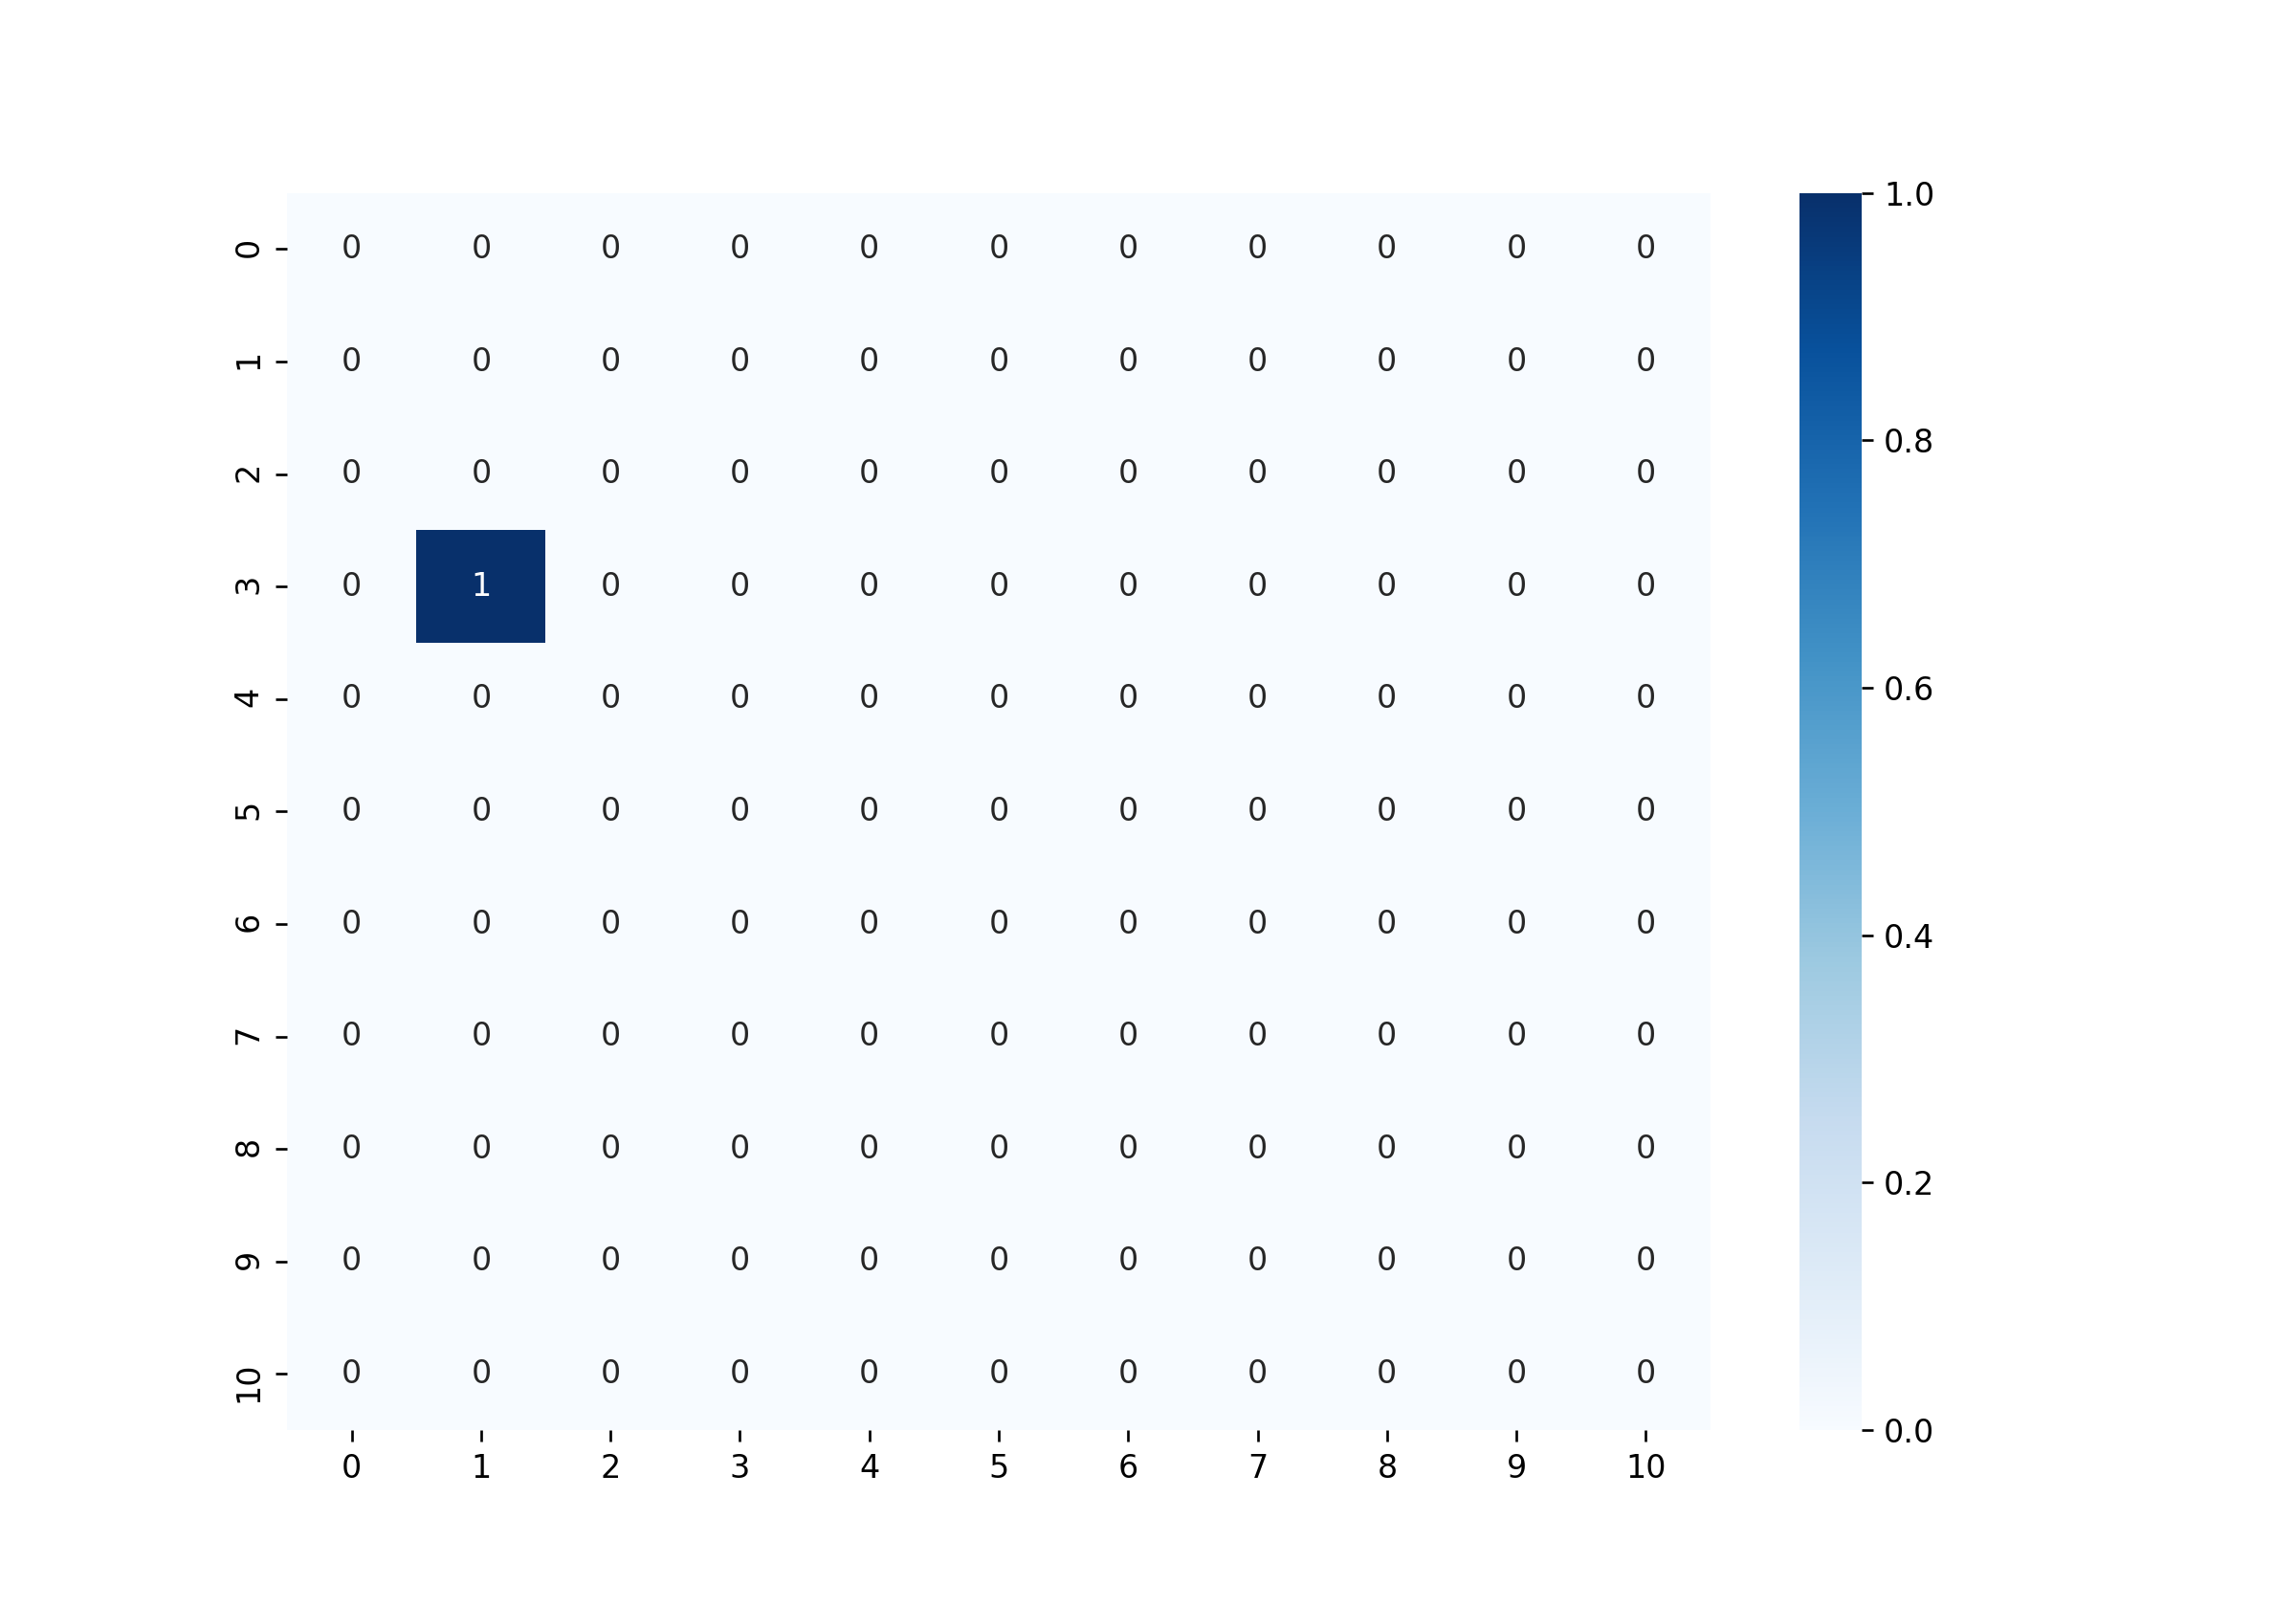 1.0
0 0 0 0 0 0 0 0 0 0 0 0
1 0 0 0 0 0 0 0 0 0 0 0
0.8
2 0 0 0 0 0 0 0 0 0 0 0
3 0 1 0 0 0 0 0 0 0 0 0
0.6
4 0 0 0 0 0 0 0 0 0 0 0
5 0 0 0 0 0 0 0 0 0 0 0
6 0 0 0 0 0 0 0 0 0 0 0
0.4
7 0 0 0 0 0 0 0 0 0 0 0
8 0 0 0 0 0 0 0 0 0 0 0
0.2
9 0 0 0 0 0 0 0 0 0 0 0
10 0 0 0 0 0 0 0 0 0 0 0
0.0
0 1 2 3 4 5 6 7 8 9 10